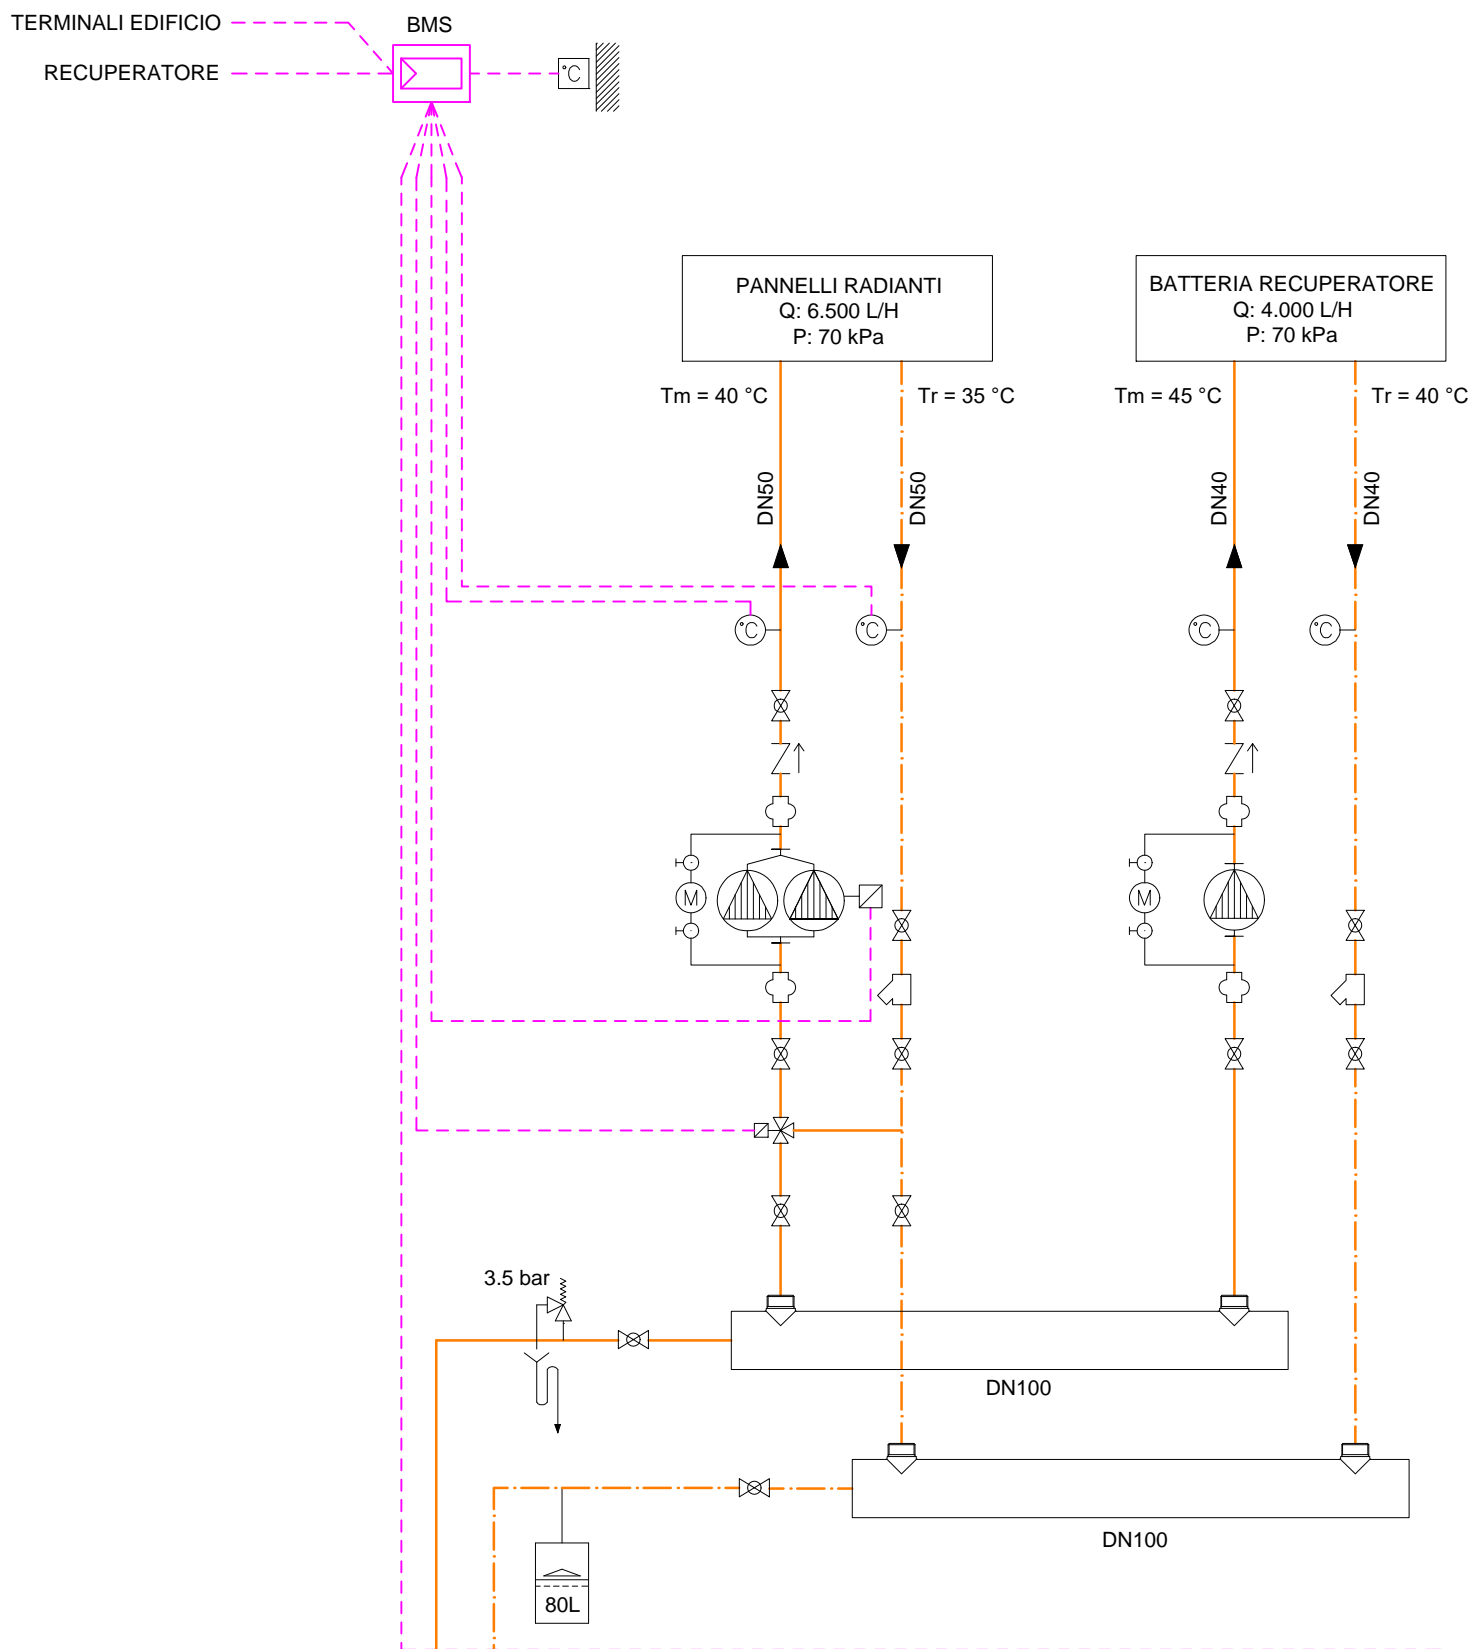 TERMINALI EDIFICIO
BMS
RECUPERATORE
°C
PANNELLI RADIANTI
Q: 6.500 L/H
P: 70 kPa
BATTERIA RECUPERATORE
Q: 4.000 L/H
P: 70 kPa
Tm = 40 °C
Tr = 35 °C
Tm = 45 °C
Tr = 40 °C
DN50
DN50
DN40
DN40
°C
°C
°C
°C
M
M
3.5 bar
DN100
DN100
80L